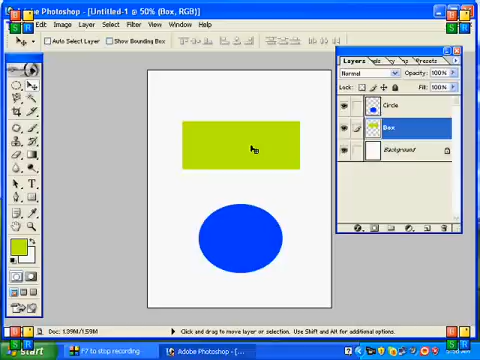 Adobe Photoshop - [Untitled-1 @ 50% (Box, RGB)]
File Edit Image Layer Select Filter View Window Help
Auto Select Layer Show Bounding Box
Layers Presets
Normal Opacity: 100%
Lock: Fill: 100%
Circle
Box
Background
Doc: 1.39M/1.59M Click and drag to move layer or selection. Use Shift and Alt for additional options.
start F7 to stop recording Adobe Photoshop - [...